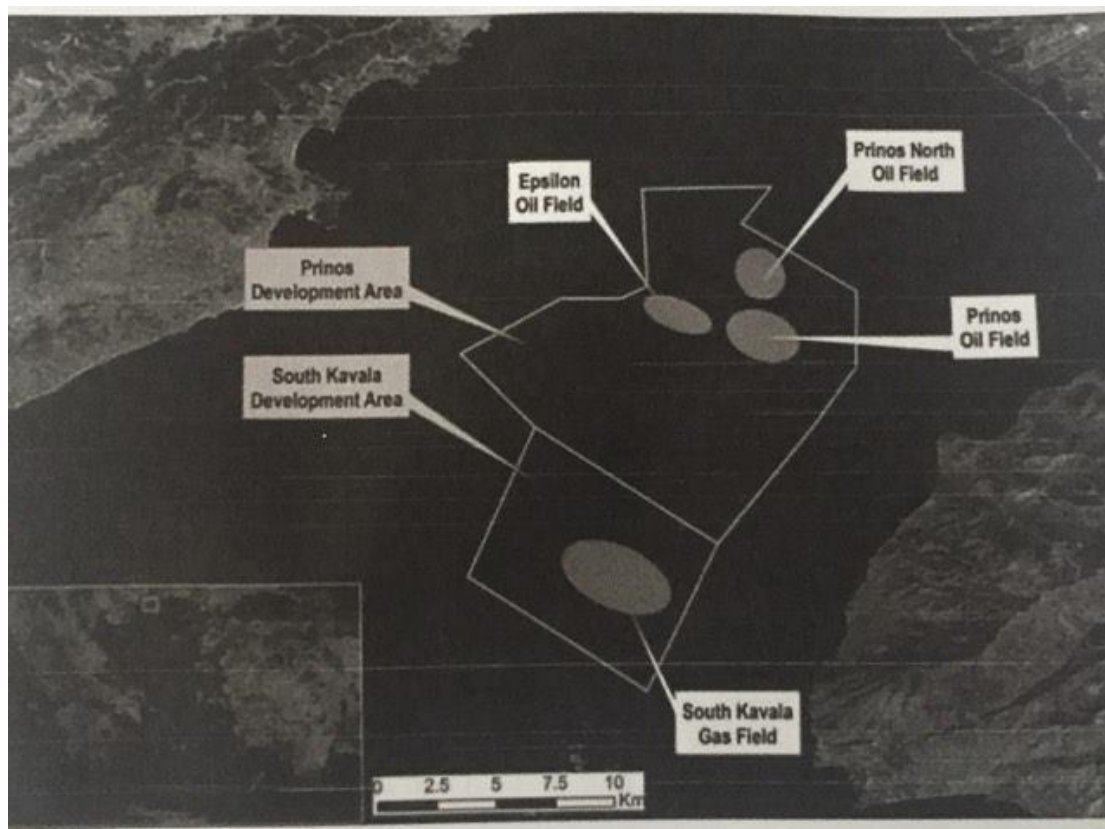 Prinos North
Oil Field
Epsilon
Oil Field
Prinos
Development Area
Prinos
Oil Field
South Kavala
Development Area
South Kavala
Gas Field
0 2.5 5 7.5 10
Km